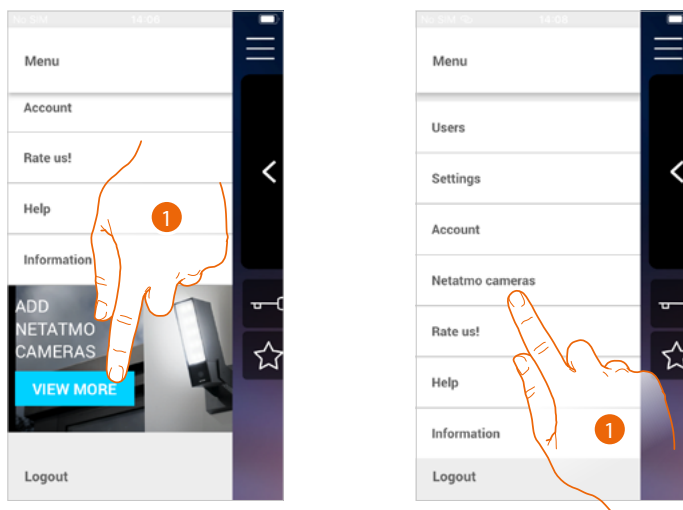 No SIM 14:06
Menu
Account
Rate us!
Help
1
Information
ADD
NETATMO
CAMERAS
VIEW MORE
Logout
No SIM 14:08
Menu
Users
Settings
Account
Netatmo cameras
Rate us!
Help
Information
1
Logout